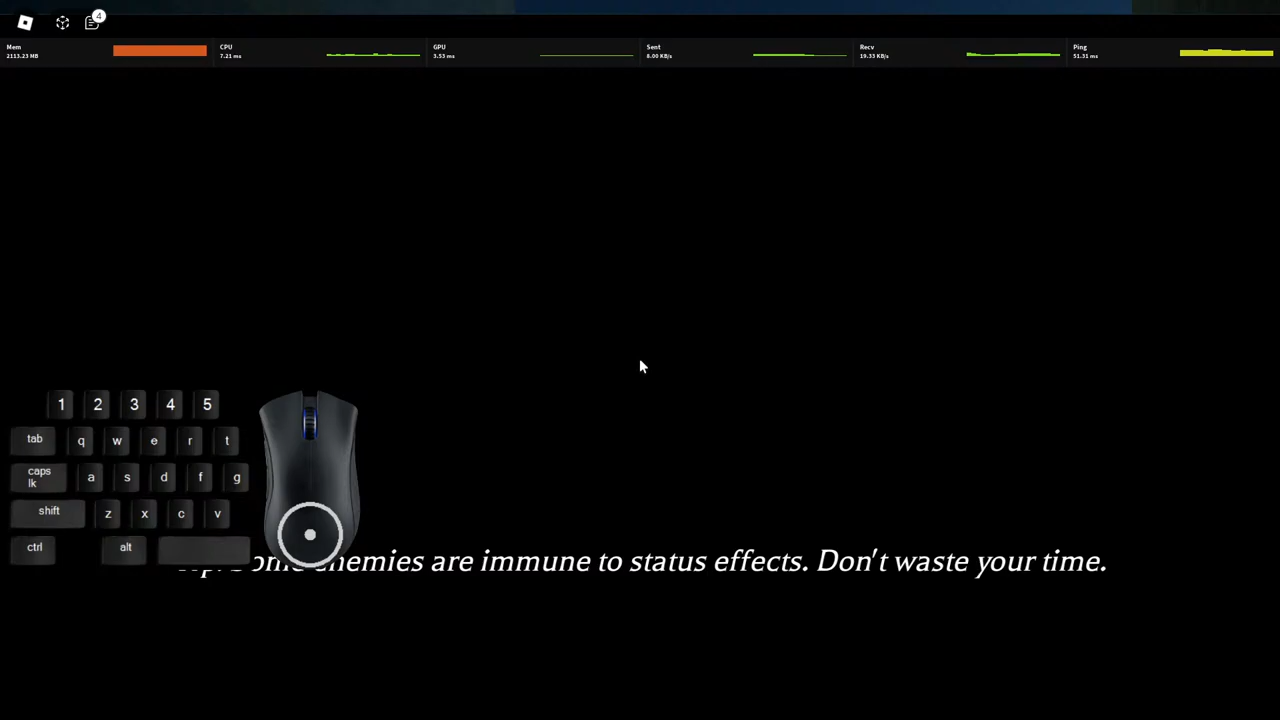 4
Mem
2113.23 MB
CPU
7.21 ms
GPU
3.53 ms
Sent
8.00 KB/s
Recv
19.33 KB/s
Ping
51.31 ms
1 2 3 4 5
tab q w e r t
caps lk a s d f g
shift z x c v
ctrl alt
enemies are immune to status effects. Don't waste your time.